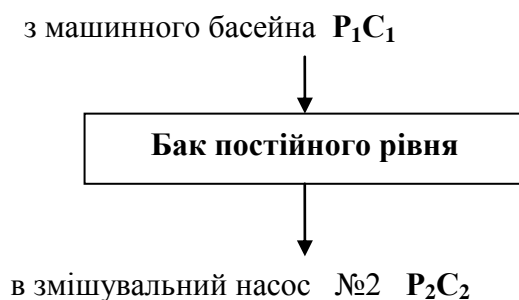 з машинного басейна P₁C₁
Бак постійного рівня
в змішувальний насос №2 P₂C₂